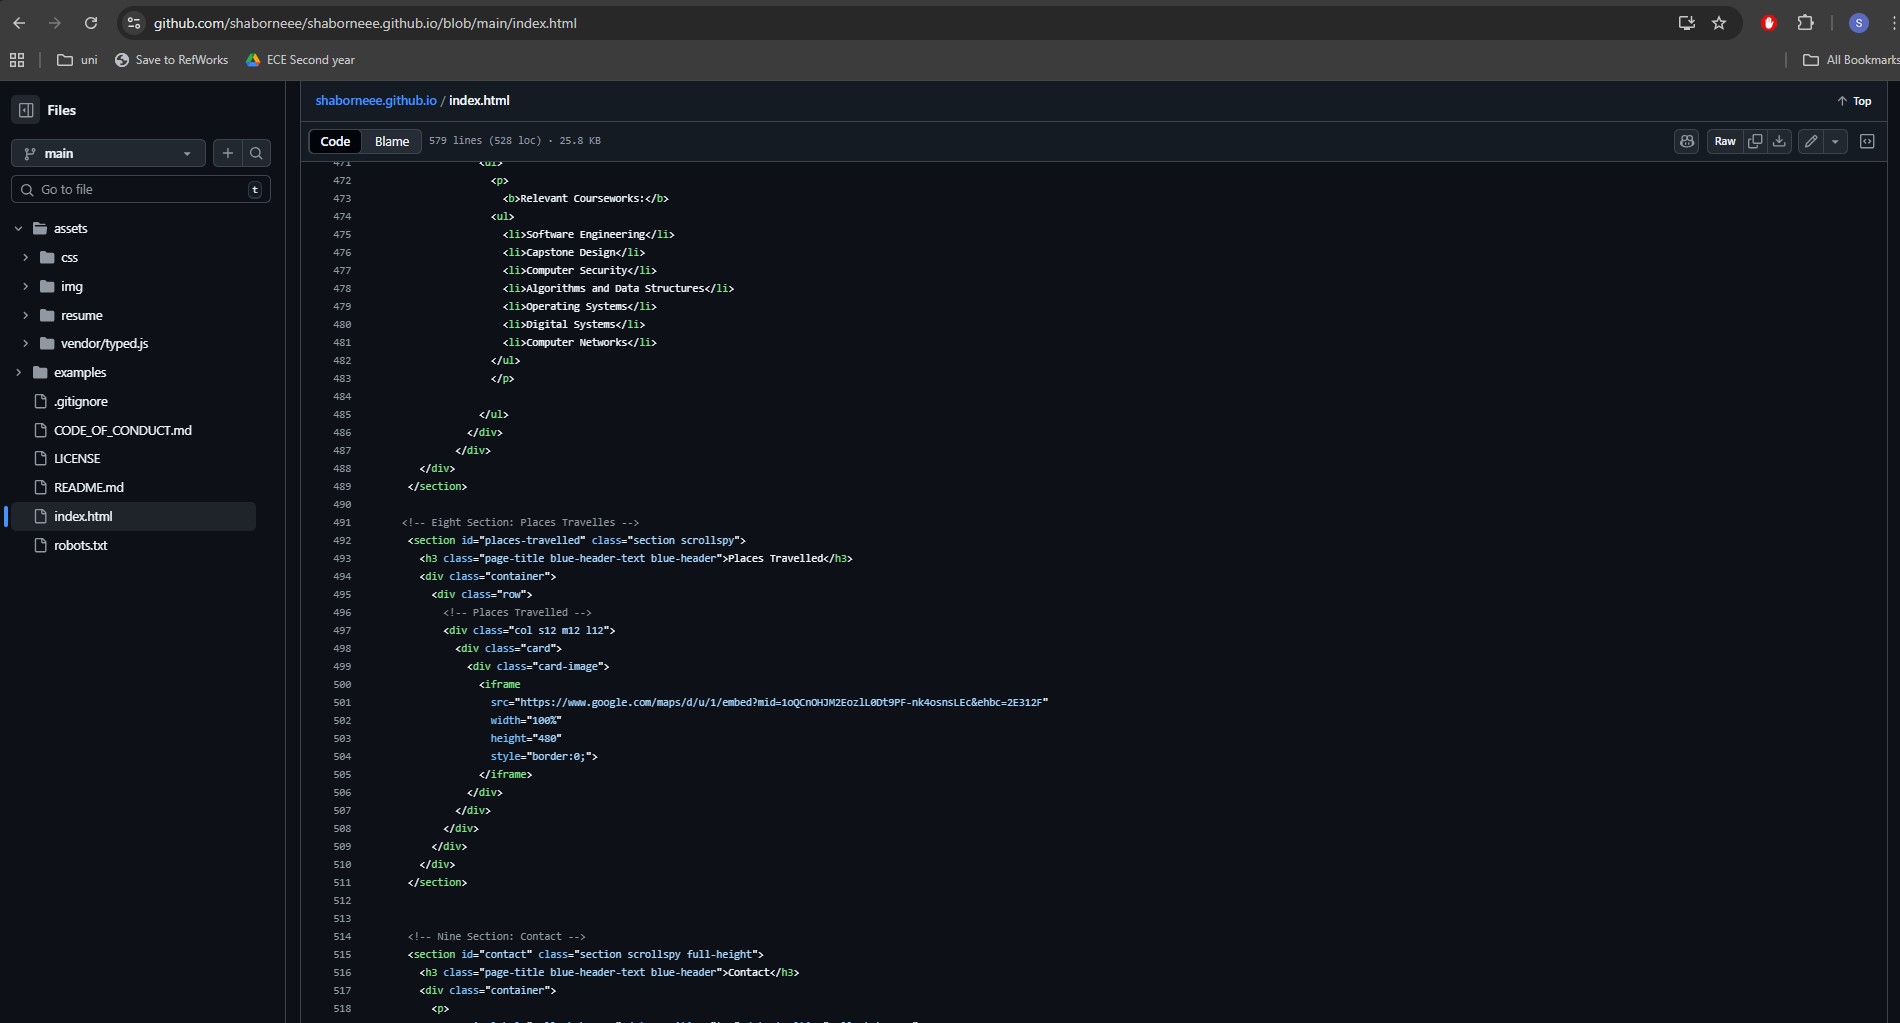 github.com/shaborneee/shaborneee.github.io/blob/main/index.html
S
uni
Save to RefWorks
ECE Second year
All Bookmarks
Files
shaborneee.github.io / index.html
Top
main
Code
Blame
579 lines (528 loc) · 25.8 KB
Raw
Go to file
t
assets
css
img
resume
vendor/typed.js
examples
.gitignore
CODE_OF_CONDUCT.md
LICENSE
README.md
index.html
robots.txt
471 <ul>
472 <p>
473 <b>Relevant Courseworks:</b>
474 <ul>
475 <li>Software Engineering</li>
476 <li>Capstone Design</li>
477 <li>Computer Security</li>
478 <li>Algorithms and Data Structures</li>
479 <li>Operating Systems</li>
480 <li>Digital Systems</li>
481 <li>Computer Networks</li>
482 </ul>
483 </p>
484
485 </ul>
486 </div>
487 </div>
488 </div>
489 </section>
490
491 <!-- Eight Section: Places Travelles -->
492 <section id="places-travelled" class="section scrollspy">
493 <h3 class="page-title blue-header-text blue-header">Places Travelled</h3>
494 <div class="container">
495 <div class="row">
496 <!-- Places Travelled -->
497 <div class="col s12 m12 l12">
498 <div class="card">
499 <div class="card-image">
500 <iframe
501 src="https://www.google.com/maps/d/u/1/embed?mid=1oQCnOHJM2EozlL0Dt9PF-nk4osnsLEc&ehbc=2E312F"
502 width="100%"
503 height="480"
504 style="border:0;">
505 </iframe>
506 </div>
507 </div>
508 </div>
509 </div>
510 </div>
511 </section>
512
513
514 <!-- Nine Section: Contact -->
515 <section id="contact" class="section scrollspy full-height">
516 <h3 class="page-title blue-header-text blue-header">Contact</h3>
517 <div class="container">
518 <p>